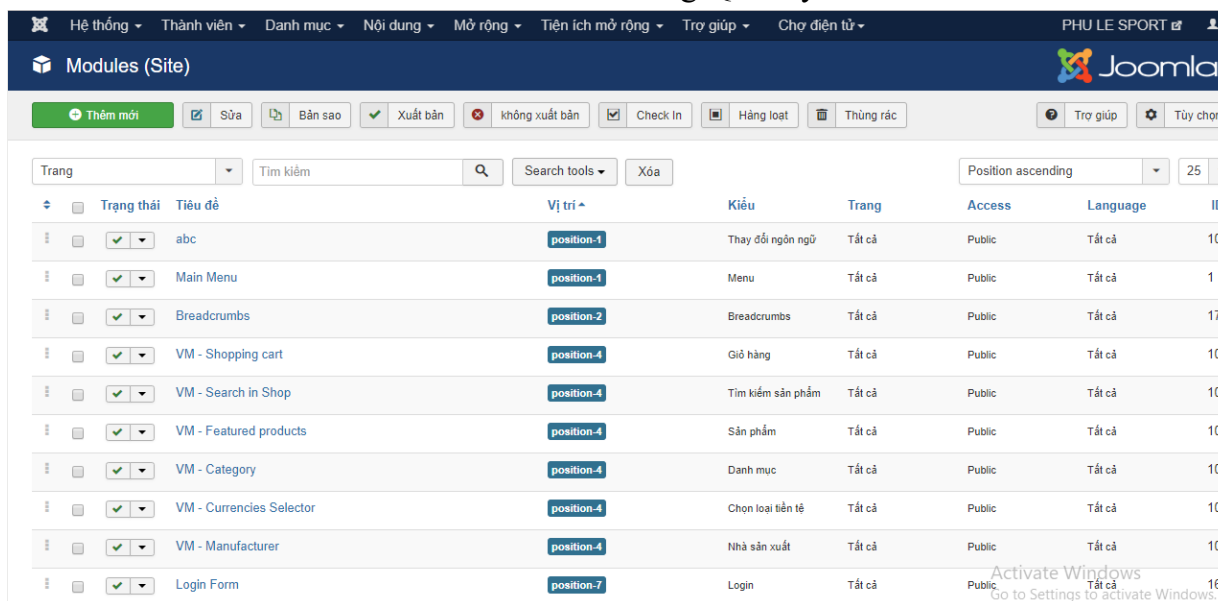 Hệ thống Thành viên Danh mục Nội dung Mở rộng Tiện ích mở rộng Trợ giúp Chợ điện tử PHU LE SPORT
Modules (Site) Joomla
Thêm mới Sửa Bản sao Xuất bản không xuất bản Check In Hàng loạt Thùng rác Trợ giúp Tùy chọn
Trang Tìm kiếm Search tools Xóa Position ascending 25
Trạng thái Tiêu đề Vị trí Kiểu Trang Access Language
abc position-1 Thay đổi ngôn ngữ Tất cả Public Tất cả
Main Menu position-1 Menu Tất cả Public Tất cả 1
Breadcrumbs position-2 Breadcrumbs Tất cả Public Tất cả 17
VM - Shopping cart position-4 Giỏ hàng Tất cả Public Tất cả 10
VM - Search in Shop position-4 Tìm kiếm sản phẩm Tất cả Public Tất cả 10
VM - Featured products position-4 Sản phẩm Tất cả Public Tất cả 10
VM - Category position-4 Danh mục Tất cả Public Tất cả 10
VM - Currencies Selector position-4 Chọn loại tiền tệ Tất cả Public Tất cả 10
VM - Manufacturer position-4 Nhà sản xuất Tất cả Public Tất cả 10
Login Form position-7 Login Tất cả Public Tất cả 16
Activate Windows
Go to Settings to activate Windows.